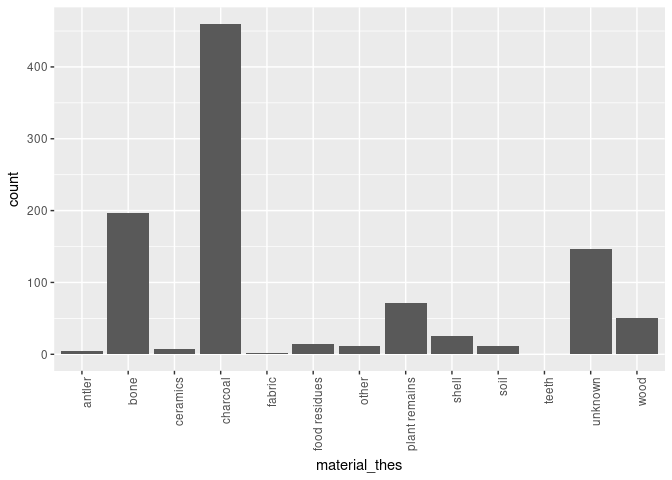 count
400
300
200
100
0
antler
bone
ceramics
charcoal
fabric
food residues
other
plant remains
shell
soil
teeth
unknown
wood
material_thes